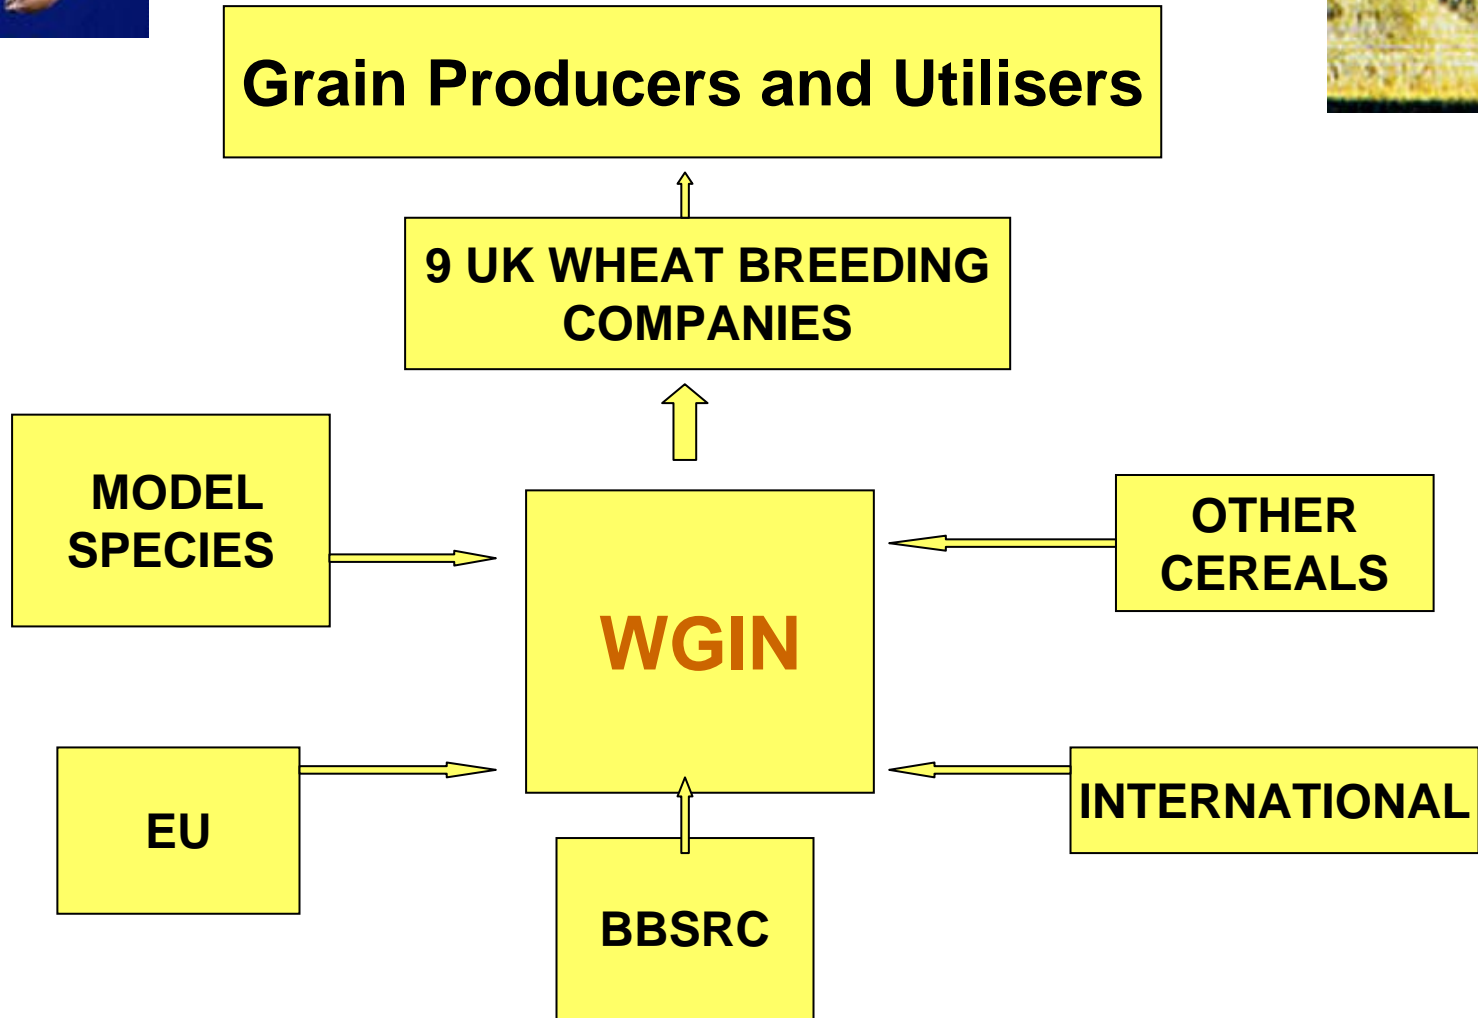 Grain Producers and Utilisers
9 UK WHEAT BREEDING
COMPANIES
MODEL
SPECIES
OTHER
CEREALS
WGIN
EU
INTERNATIONAL
BBSRC